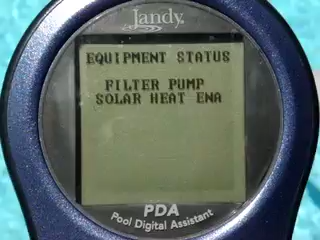 Jandy
EQUIPMENT STATUS
FILTER PUMP
SOLAR HEAT ENA
PDA
Pool Digital Assistant